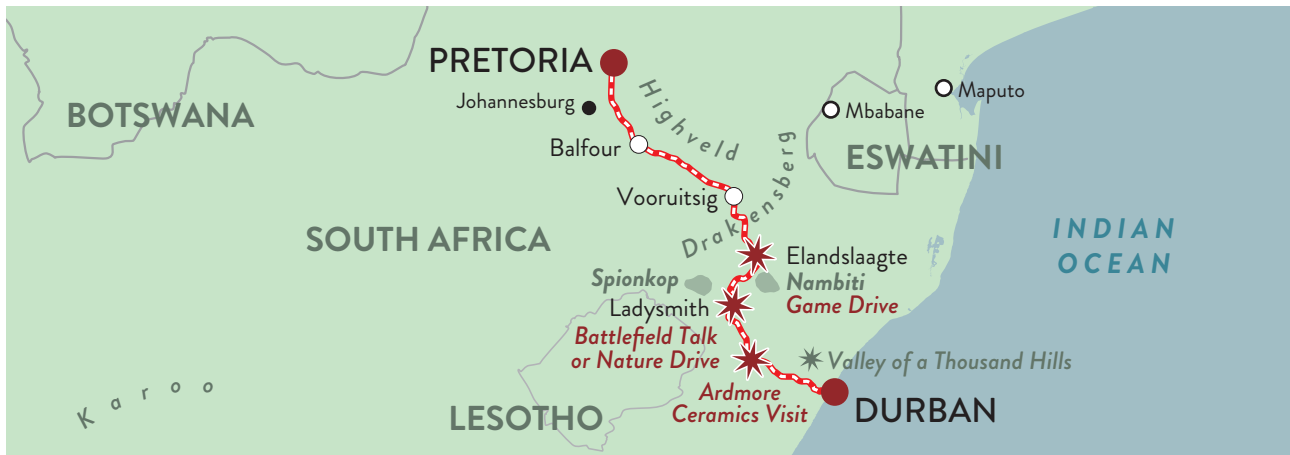 PRETORIA
Johannesburg
Highveld
Maputo
Mbabane
BOTSWANA
Balfour
ESWATINI
Vooruitsig
Drakensberg
SOUTH AFRICA
INDIAN
OCEAN
Elandslaagte
Spionkop
Nambiti
Game Drive
Ladysmith
Battlefield Talk
or Nature Drive
Valley of a Thousand Hills
Karoo
Ardmore
Ceramics Visit
LESOTHO
DURBAN